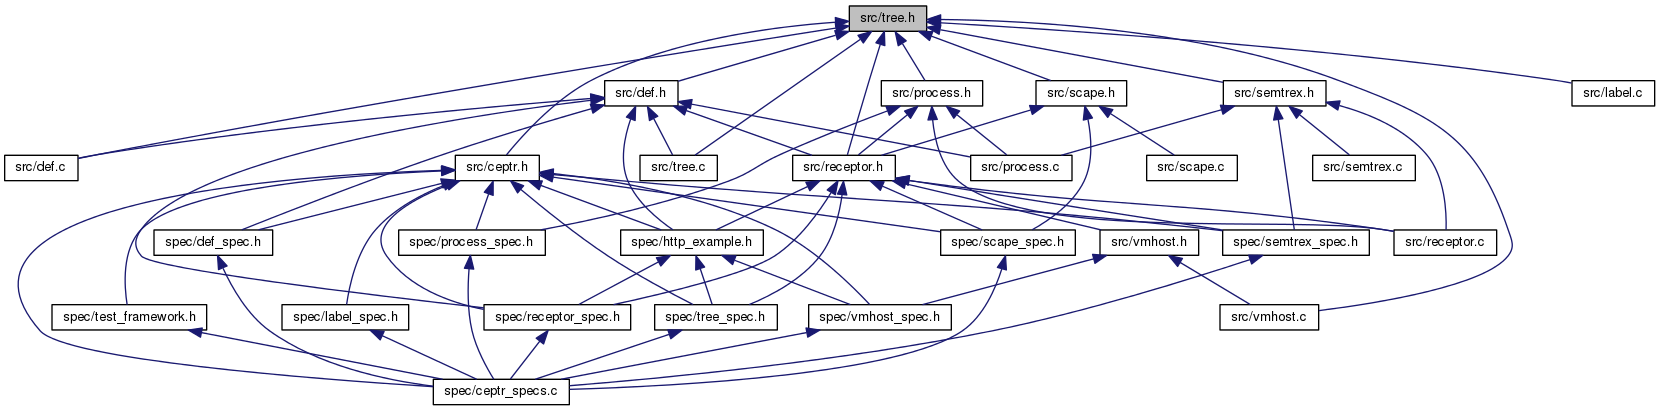 src/tree.h
src/def.h
src/process.h
src/scape.h
src/semtrex.h
src/label.c
src/def.c
src/ceptr.h
src/tree.c
src/receptor.h
src/process.c
src/scape.c
src/semtrex.c
spec/def_spec.h
spec/process_spec.h
spec/http_example.h
spec/scape_spec.h
src/vmhost.h
spec/semtrex_spec.h
src/receptor.c
spec/test_framework.h
spec/label_spec.h
spec/receptor_spec.h
spec/tree_spec.h
spec/vmhost_spec.h
src/vmhost.c
spec/ceptr_specs.c